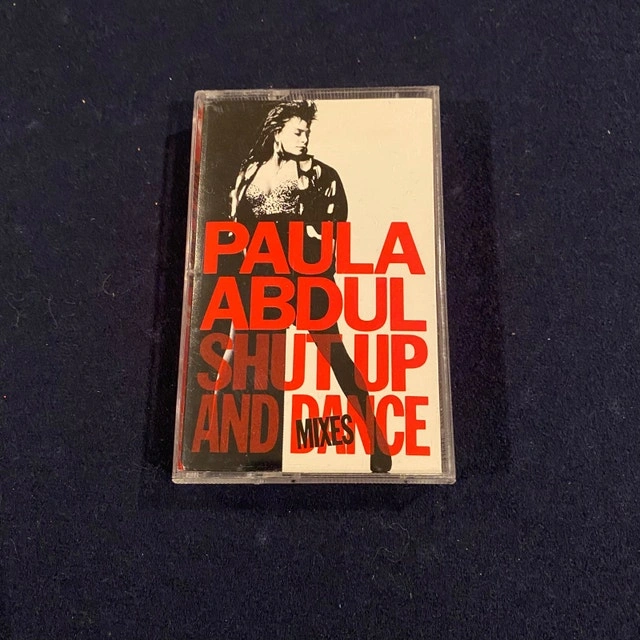 PAULA
ABDUL
SHUT UP
AND DANCE
MIXES